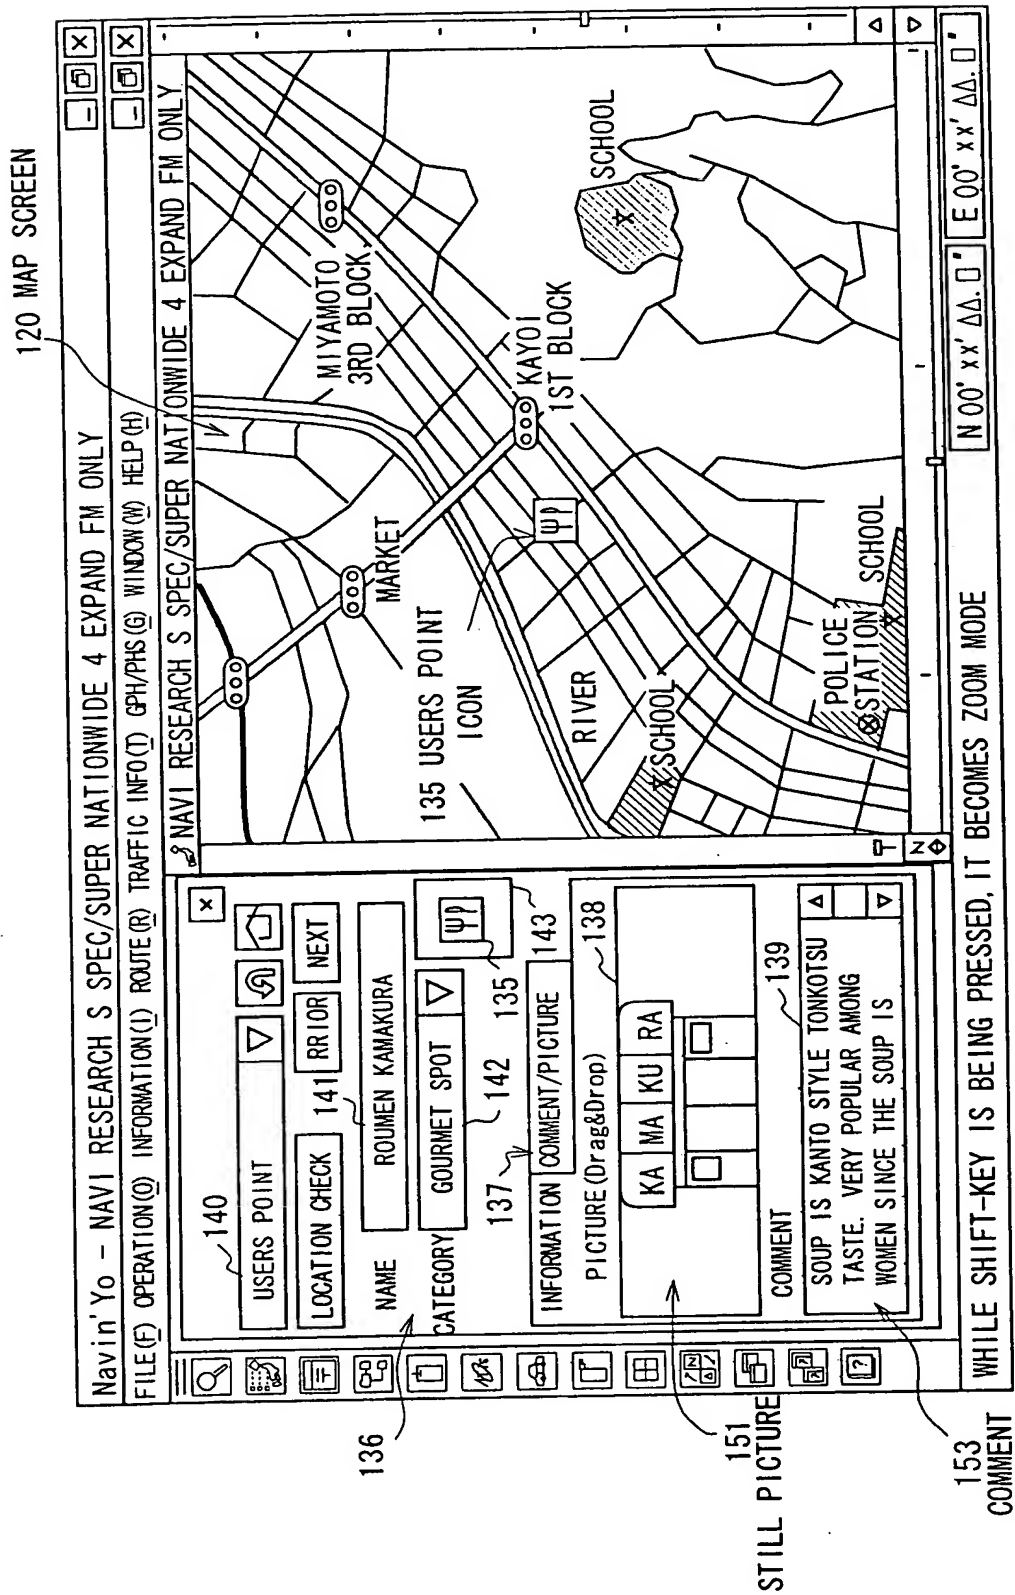 120 MAP SCREEN
Navin'Yo - NAVI RESEARCH S SPEC/SUPER NATIONWIDE 4 EXPAND FM ONLY
FILE(F) OPERATION(O) INFORMATION(I) ROUTE(R) TRAFFIC INFO(T) GPH/PHS(G) WINDOW(W) HELP(H)
NAVI RESEARCH S SPEC/SUPER NATIONWIDE 4 EXPAND FM ONLY
140
USERS POINT
LOCATION CHECK
RRIOR
NEXT
141
NAME
ROUMEN KAMAKURA
136
CATEGORY
GOURMET SPOT
142
135
143
137
INFORMATION
COMMENT/PICTURE
PICTURE(Drag&Drop)
138
KA MA KU RA
151
STILL PICTURE
COMMENT
139
SOUP IS KANTO STYLE TONKOTSU
TASTE. VERY POPULAR AMONG
WOMEN SINCE THE SOUP IS
153
COMMENT
MIYAMOTO
3RD BLOCK
MARKET
KAYOI
1ST BLOCK
135 USERS POINT
ICON
RIVER
SCHOOL
SCHOOL
POLICE
STATION
SCHOOL
N
WHILE SHIFT-KEY IS BEING PRESSED, IT BECOMES ZOOM MODE
N 00' xx' ΔΔ.□"
E 00' xx' ΔΔ.□"